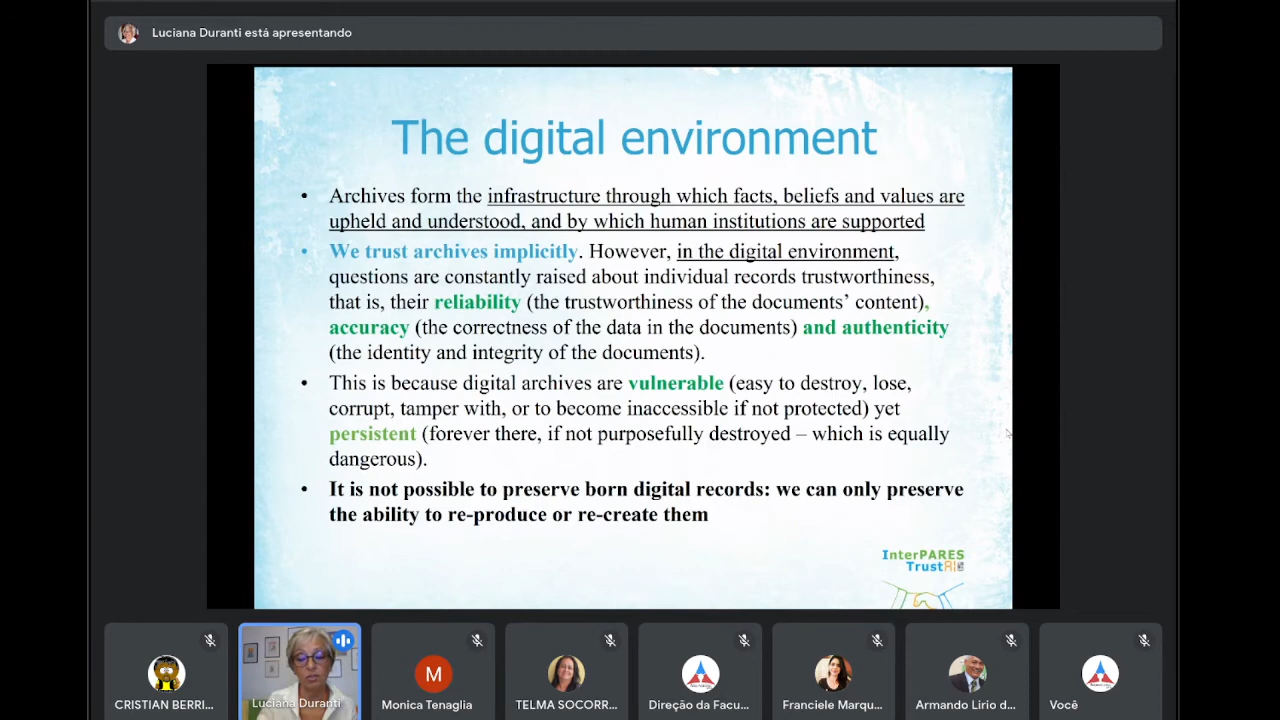 Luciana Duranti está apresentando
The digital environment
• Archives form the infrastructure through which facts, beliefs and values are
upheld and understood, and by which human institutions are supported
• We trust archives implicitly. However, in the digital environment,
questions are constantly raised about individual records trustworthiness,
that is, their reliability (the trustworthiness of the documents’ content),
accuracy (the correctness of the data in the documents) and authenticity
(the identity and integrity of the documents).
• This is because digital archives are vulnerable (easy to destroy, lose,
corrupt, tamper with, or to become inaccessible if not protected) yet
persistent (forever there, if not purposefully destroyed – which is equally
dangerous).
• It is not possible to preserve born digital records: we can only preserve
the ability to re-produce or re-create them
InterPARES
Trust
M
CRISTIAN BERRI...
Luciana Duranti
Monica Tenaglia
TELMA SOCORR...
Direção da Facu...
Franciele Marqu...
Armando Lirio d...
Você